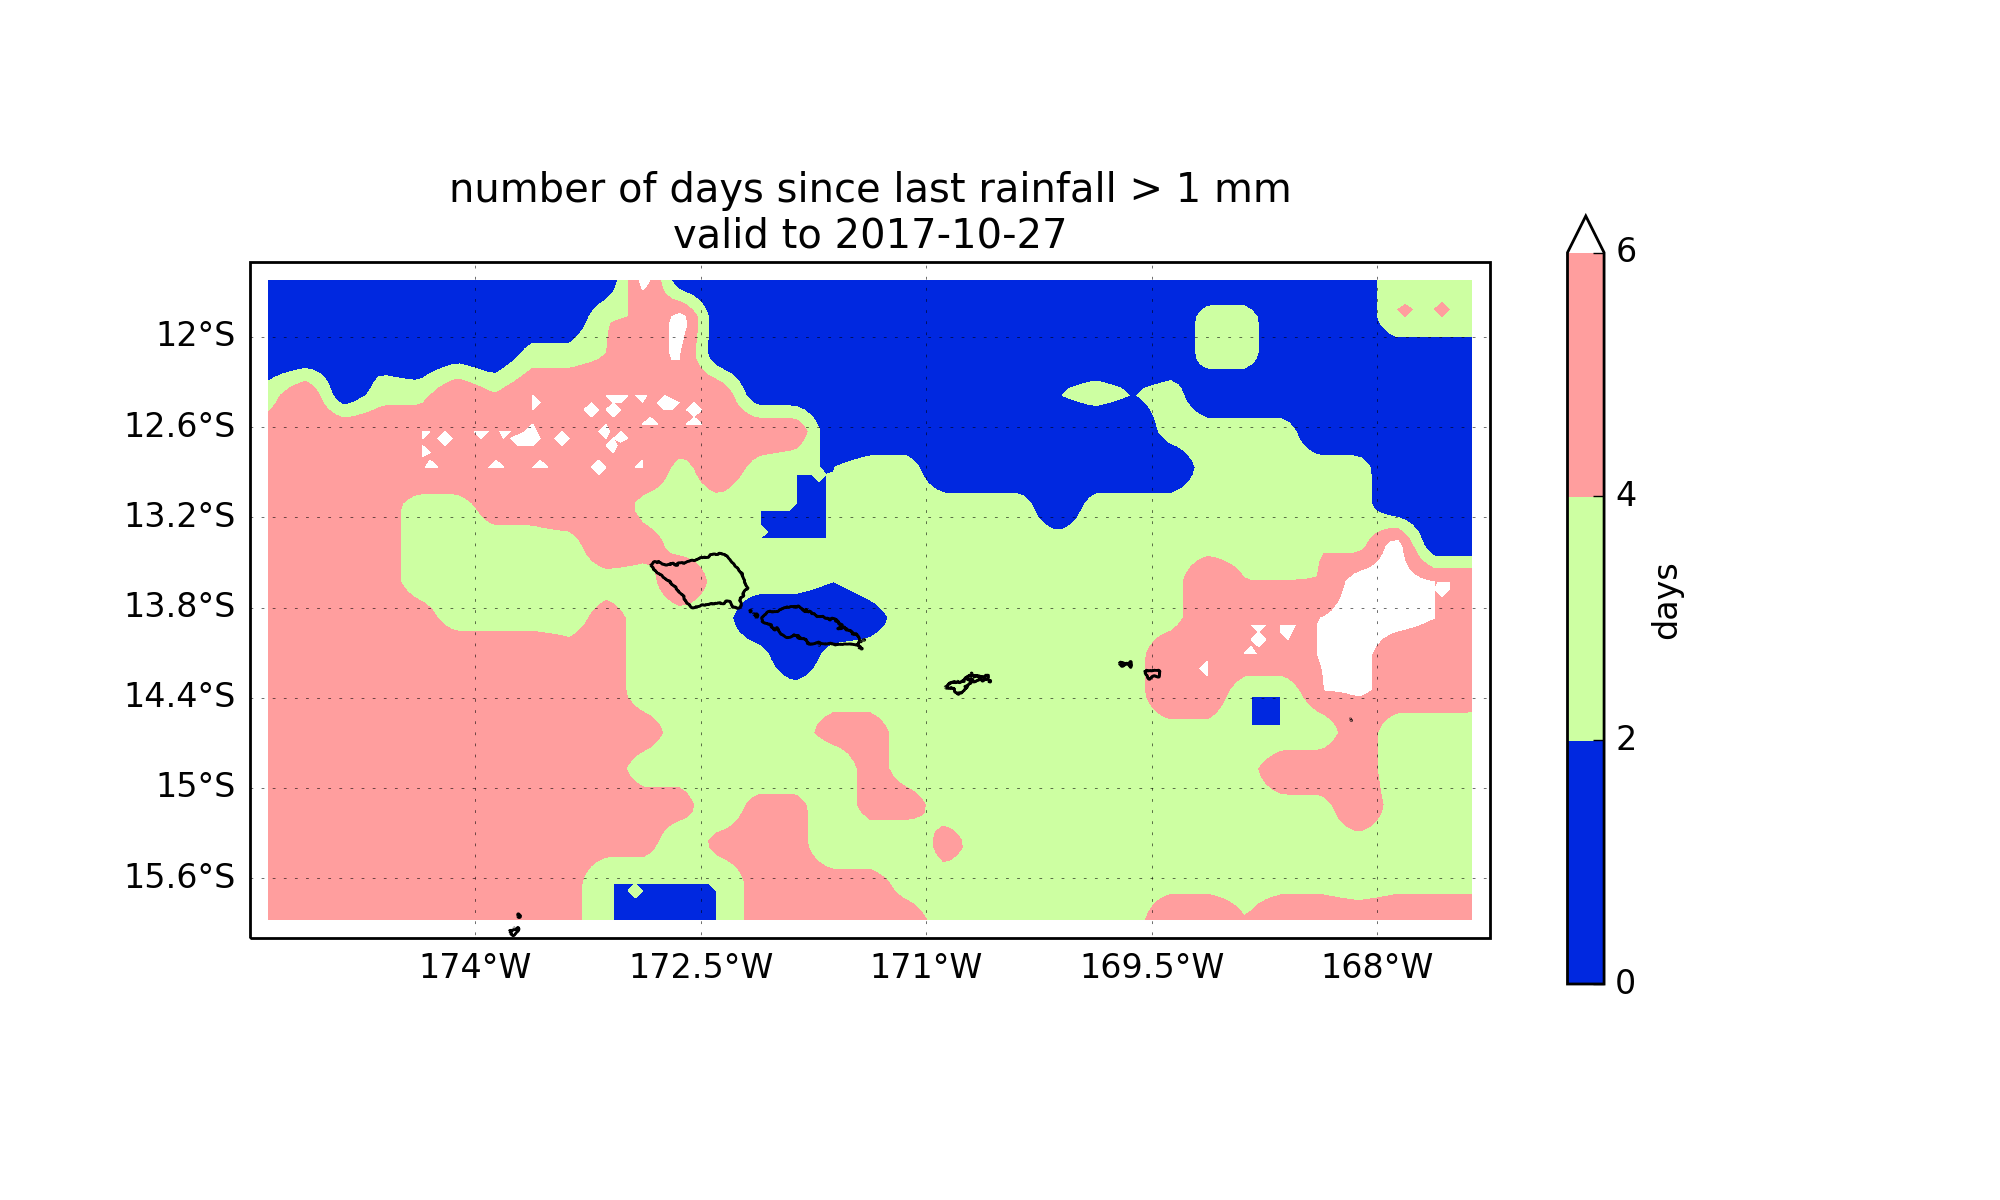 number of days since last rainfall > 1 mm
valid to 2017-10-27
12°S
12.6°S
13.2°S
13.8°S
14.4°S
15°S
15.6°S
174°W 172.5°W 171°W 169.5°W 168°W
6
4
2
0
days